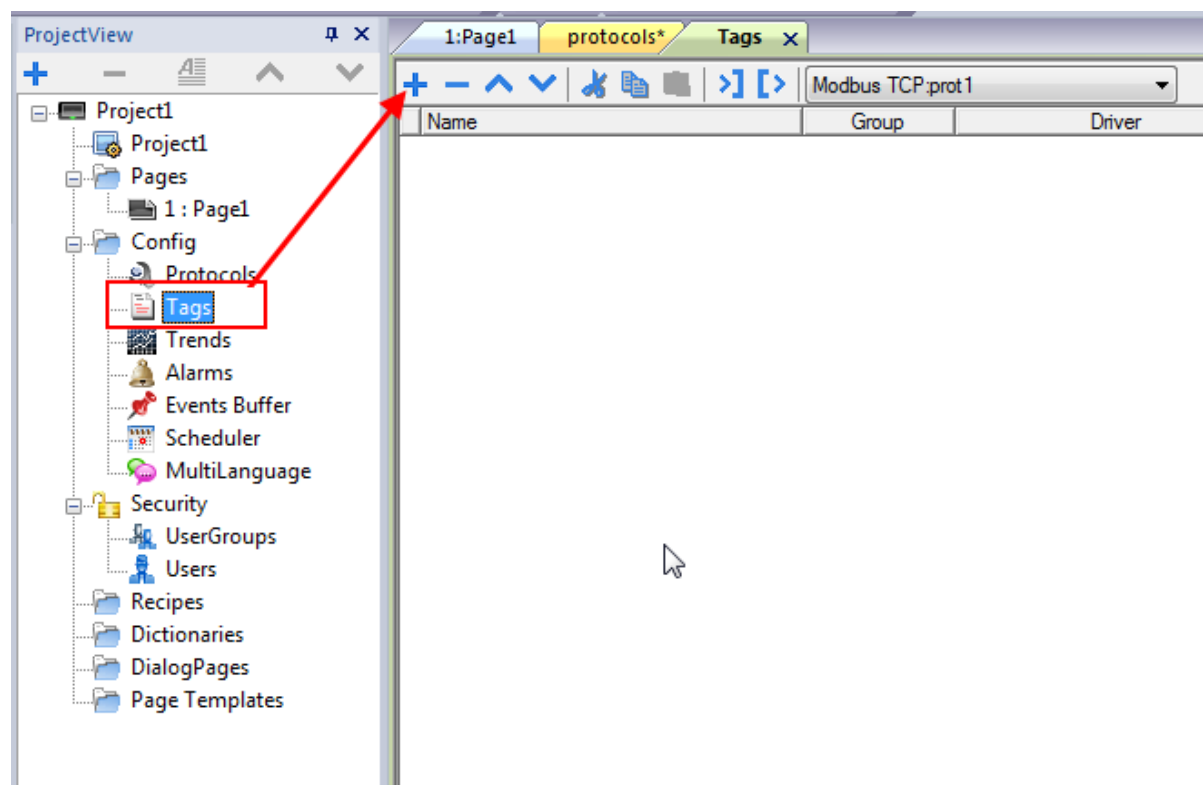 ProjectView
Project1
Project1
Pages
1 : Page1
Config
Protocols
Tags
Trends
Alarms
Events Buffer
Scheduler
MultiLanguage
Security
UserGroups
Users
Recipes
Dictionaries
DialogPages
Page Templates
1:Page1 protocols* Tags
Modbus TCP:prot1
Name Group Driver